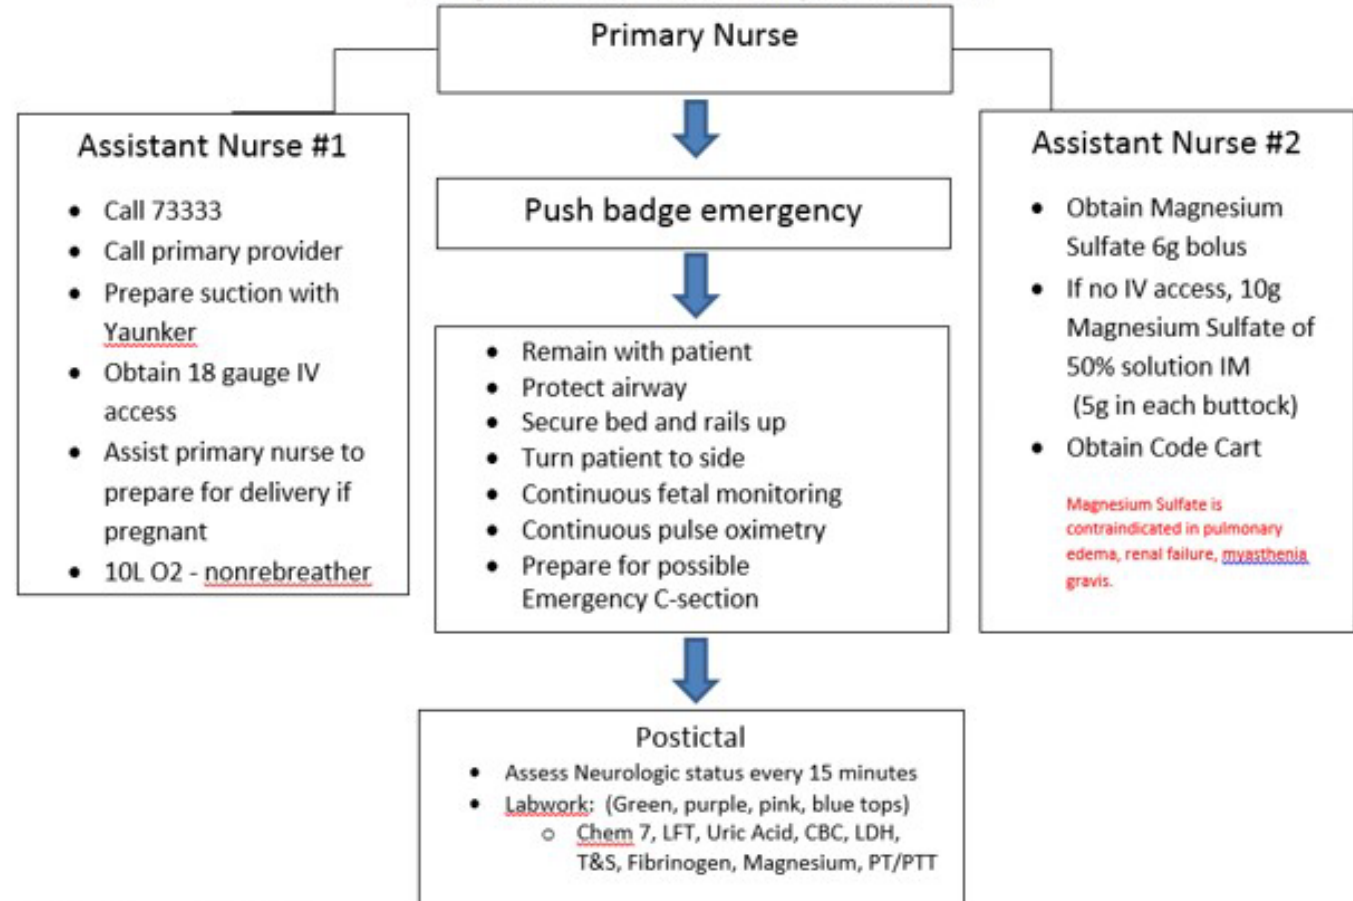 Primary Nurse
Assistant Nurse #1
• Call 73333
• Call primary provider
• Prepare suction with
Yaunker
• Obtain 18 gauge IV
access
• Assist primary nurse to
prepare for delivery if
pregnant
• 10L O2 - nonrebreather
Push badge emergency
• Remain with patient
• Protect airway
• Secure bed and rails up
• Turn patient to side
• Continuous fetal monitoring
• Continuous pulse oximetry
• Prepare for possible
Emergency C-section
Assistant Nurse #2
• Obtain Magnesium
Sulfate 6g bolus
• If no IV access, 10g
Magnesium Sulfate of
50% solution IM
(5g in each buttock)
• Obtain Code Cart
Magnesium Sulfate is
contraindicated in pulmonary
edema, renal failure, myasthenia
gravis.
Postictal
• Assess Neurologic status every 15 minutes
• Labwork: (Green, purple, pink, blue tops)
o Chem 7, LFT, Uric Acid, CBC, LDH,
T&S, Fibrinogen, Magnesium, PT/PTT